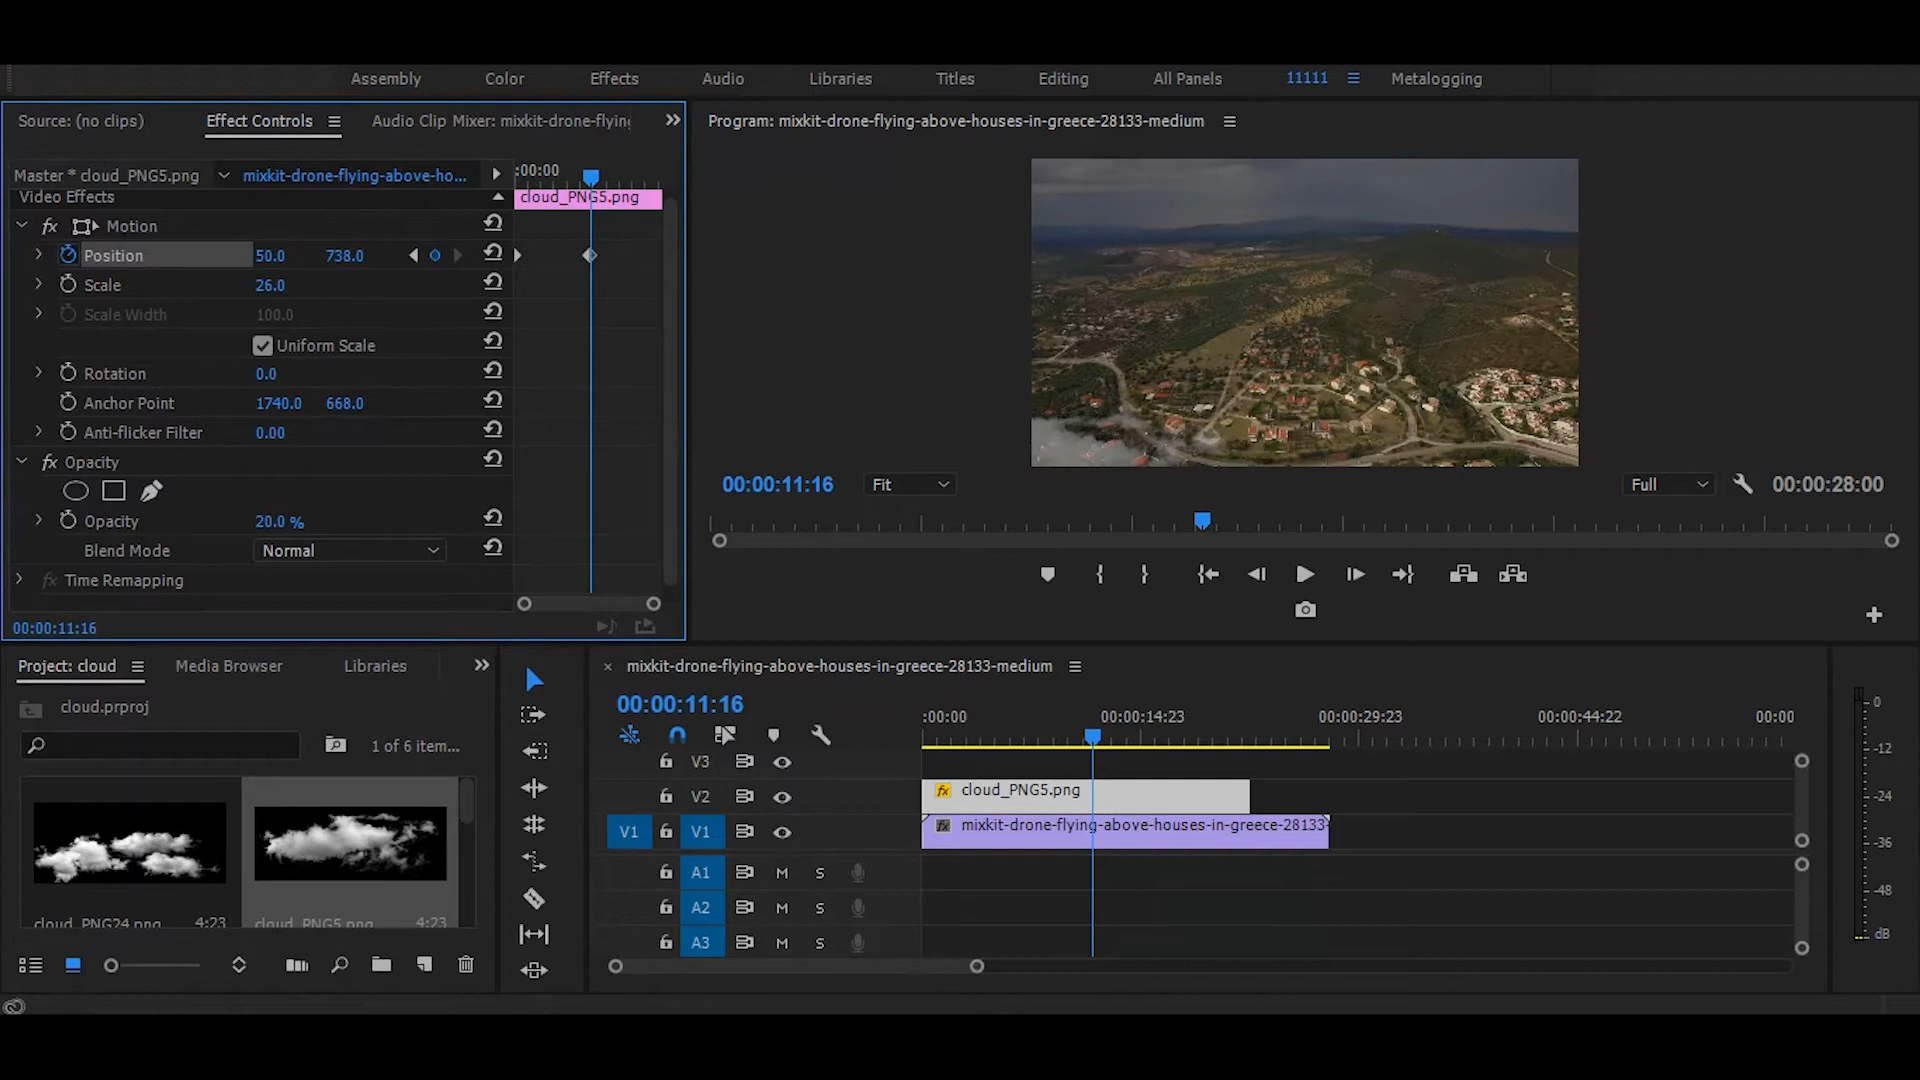 Assembly Color Effects Audio Libraries Titles Editing All Panels 11111 Metalogging
Source: (no clips) Effect Controls Audio Clip Mixer: mixkit-drone-flying
Program: mixkit-drone-flying-above-houses-in-greece-28133-medium
Master * cloud_PNG5.png mixkit-drone-flying-above-ho... :00:00
Video Effects cloud_PNG5.png
fx Motion
Position 50.0 738.0
Scale 26.0
Scale Width 100.0
Uniform Scale
Rotation 0.0
Anchor Point 1740.0 668.0
Anti-flicker Filter 0.00
fx Opacity
Opacity 20.0 %
Blend Mode Normal
fx Time Remapping
00:00:11:16
00:00:11:16 Fit Full 00:00:28:00
Project: cloud Media Browser Libraries
cloud.prproj
1 of 6 item...
cloud_PNG24.png 4:23 cloud_PNG5.png 4:23
mixkit-drone-flying-above-houses-in-greece-28133-medium
00:00:11:16
:00:00 00:00:14:23 00:00:29:23 00:00:44:22 00:00
V3
V2 fx cloud_PNG5.png
V1 V1 fx mixkit-drone-flying-above-houses-in-greece-28133-
A1 M S
A2 M S
A3 M S
0
-12
-24
-36
-48
dB